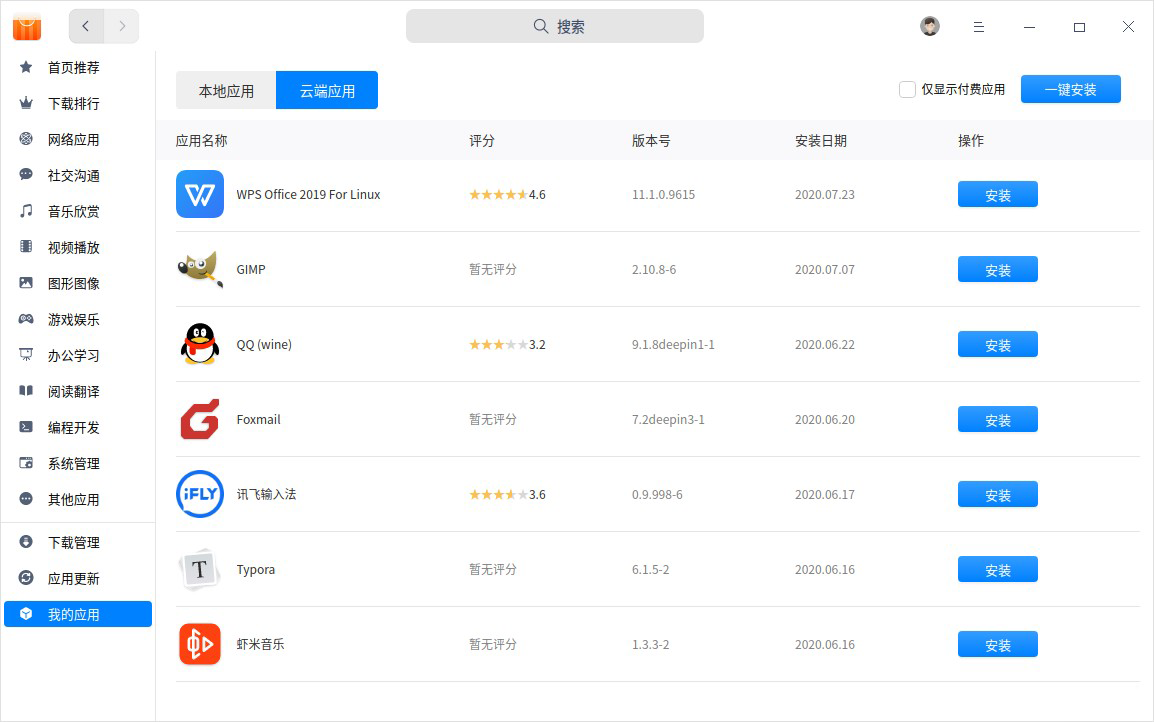 搜索
首页推荐
下载排行
网络应用
社交沟通
音乐欣赏
视频播放
图形图像
游戏娱乐
办公学习
阅读翻译
编程开发
系统管理
其他应用
下载管理
应用更新
我的应用
本地应用 云端应用 仅显示付费应用 一键安装
应用名称 评分 版本号 安装日期 操作
WPS Office 2019 For Linux 4.6 11.1.0.9615 2020.07.23 安装
GIMP 暂无评分 2.10.8-6 2020.07.07 安装
QQ (wine) 3.2 9.1.8deepin1-1 2020.06.22 安装
Foxmail 暂无评分 7.2deepin3-1 2020.06.20 安装
iFLY 讯飞输入法 3.6 0.9.998-6 2020.06.17 安装
T Typora 暂无评分 6.1.5-2 2020.06.16 安装
虾米音乐 暂无评分 1.3.3-2 2020.06.16 安装